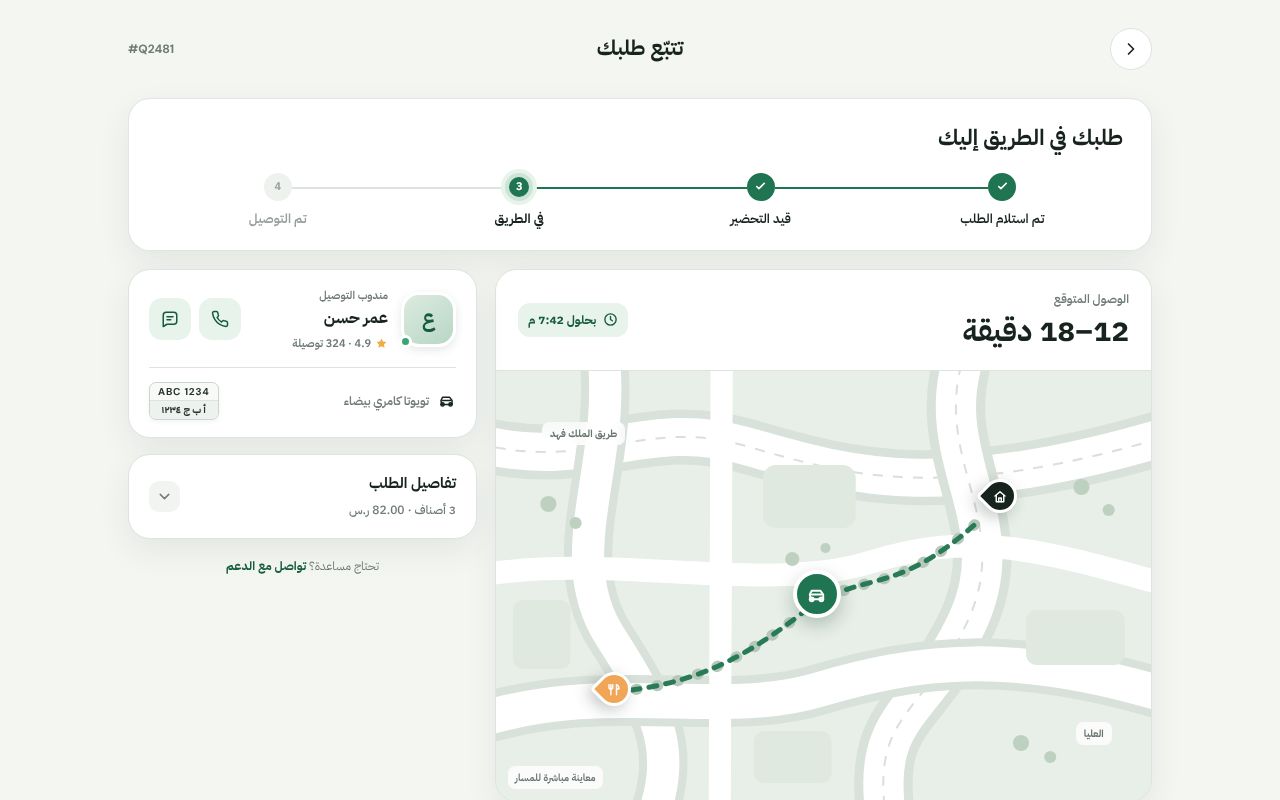 تتبّع طلبك
#Q2481
طلبك في الطريق إليك
3
4
تم استلام الطلب
قيد التحضير
في الطريق
تم التوصيل
الوصول المتوقع
12–18 دقيقة
بحلول 7:42 م
طريق الملك فهد
العليا
معاينة مباشرة للمسار
ع
مندوب التوصيل
عمر حسن
4.9 · 324 توصيلة
تويوتا كامري بيضاء
ABC 1234
أ ب ج ١٢٣٤
تفاصيل الطلب
3 أصناف · 82.00 ر.س
تحتاج مساعدة؟ تواصل مع الدعم